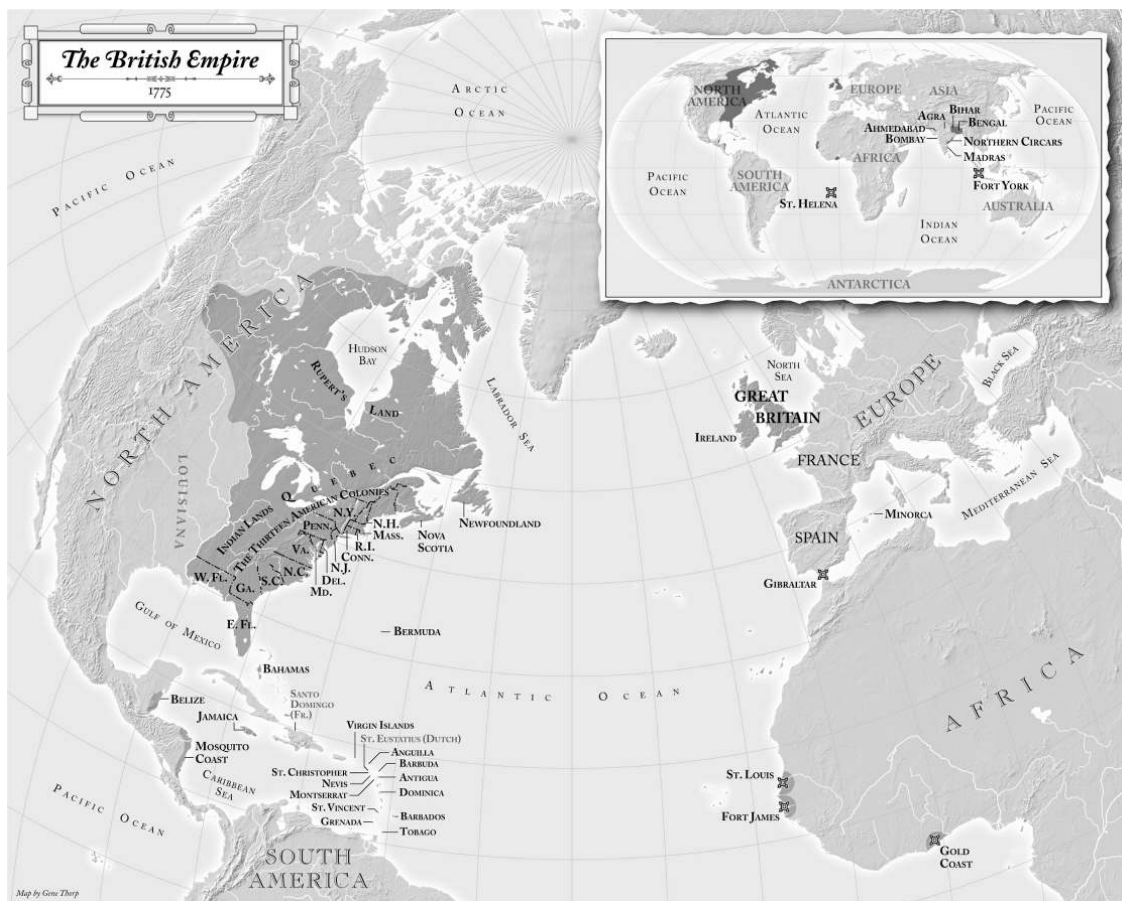 The British Empire
1775
ARCTIC
OCEAN
PACIFIC OCEAN
NORTH AMERICA
HUDSON
BAY
RUPERT'S
LAND
LABRADOR SEA
LOUISIANA
QUEBEC
INDIAN LANDS
THE THIRTEEN AMERICAN COLONIES
N.Y.
PENN.
N.H.
MASS.
R.I.
CONN.
N.J.
DEL.
MD.
VA.
N.C.
S.C.
GA.
W. FL.
E. FL.
NOVA
SCOTIA
NEWFOUNDLAND
GULF OF MEXICO
BERMUDA
BAHAMAS
ATLANTIC OCEAN
BELIZE
JAMAICA
SANTO
DOMINGO
(FR.)
MOSQUITO
COAST
CARIBBEAN
SEA
VIRGIN ISLANDS
ST. EUSTATIUS (DUTCH)
ANGUILLA
BARBUDA
ST. CHRISTOPHER
NEVIS
ANTIGUA
MONTSERRAT
DOMINICA
ST. VINCENT
BARBADOS
GRENADA
TOBAGO
PACIFIC OCEAN
SOUTH
AMERICA
Map by Gene Thorp
NORTH
SEA
GREAT
BRITAIN
IRELAND
EUROPE
BLACK SEA
FRANCE
MEDITERRANEAN SEA
MINORCA
SPAIN
GIBRALTAR
AFRICA
ST. LOUIS
FORT JAMES
GOLD
COAST
NORTH
AMERICA
EUROPE
ASIA
ATLANTIC
OCEAN
PACIFIC
OCEAN
BIHAR
AGRA
BENGAL
AHMEDABAD
BOMBAY
NORTHERN CIRCARS
MADRAS
AFRICA
PACIFIC
OCEAN
SOUTH
AMERICA
FORT YORK
ST. HELENA
AUSTRALIA
INDIAN
OCEAN
ANTARCTICA